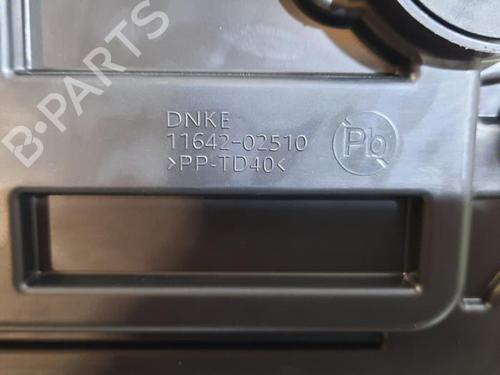 B-PARTS
DNKE
11642-02510
>PP-TD40<
Pb